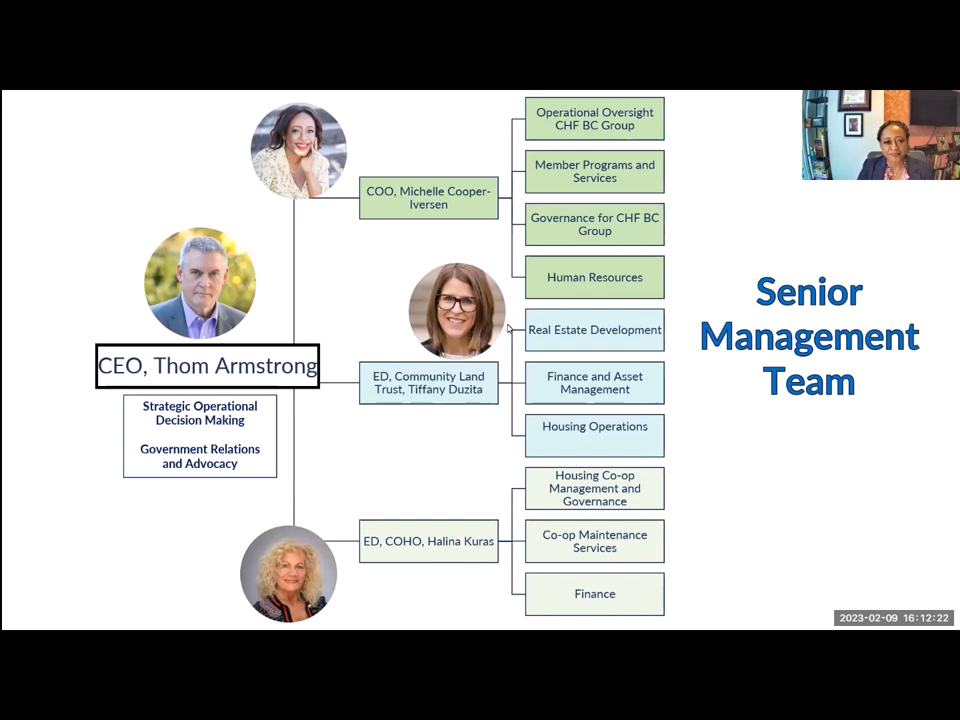 Operational Oversight
CHF BC Group
Member Programs and
Services
COO, Michelle Cooper-
Iversen
Governance for CHF BC
Group
Human Resources
Senior
Management
Team
Real Estate Development
CEO, Thom Armstrong
ED, Community Land
Trust, Tiffany Duzita
Finance and Asset
Management
Strategic Operational
Decision Making
Government Relations
and Advocacy
Housing Operations
Housing Co-op
Management and
Governance
ED, COHO, Halina Kuras
Co-op Maintenance
Services
Finance
2023-02-09 16:12:22